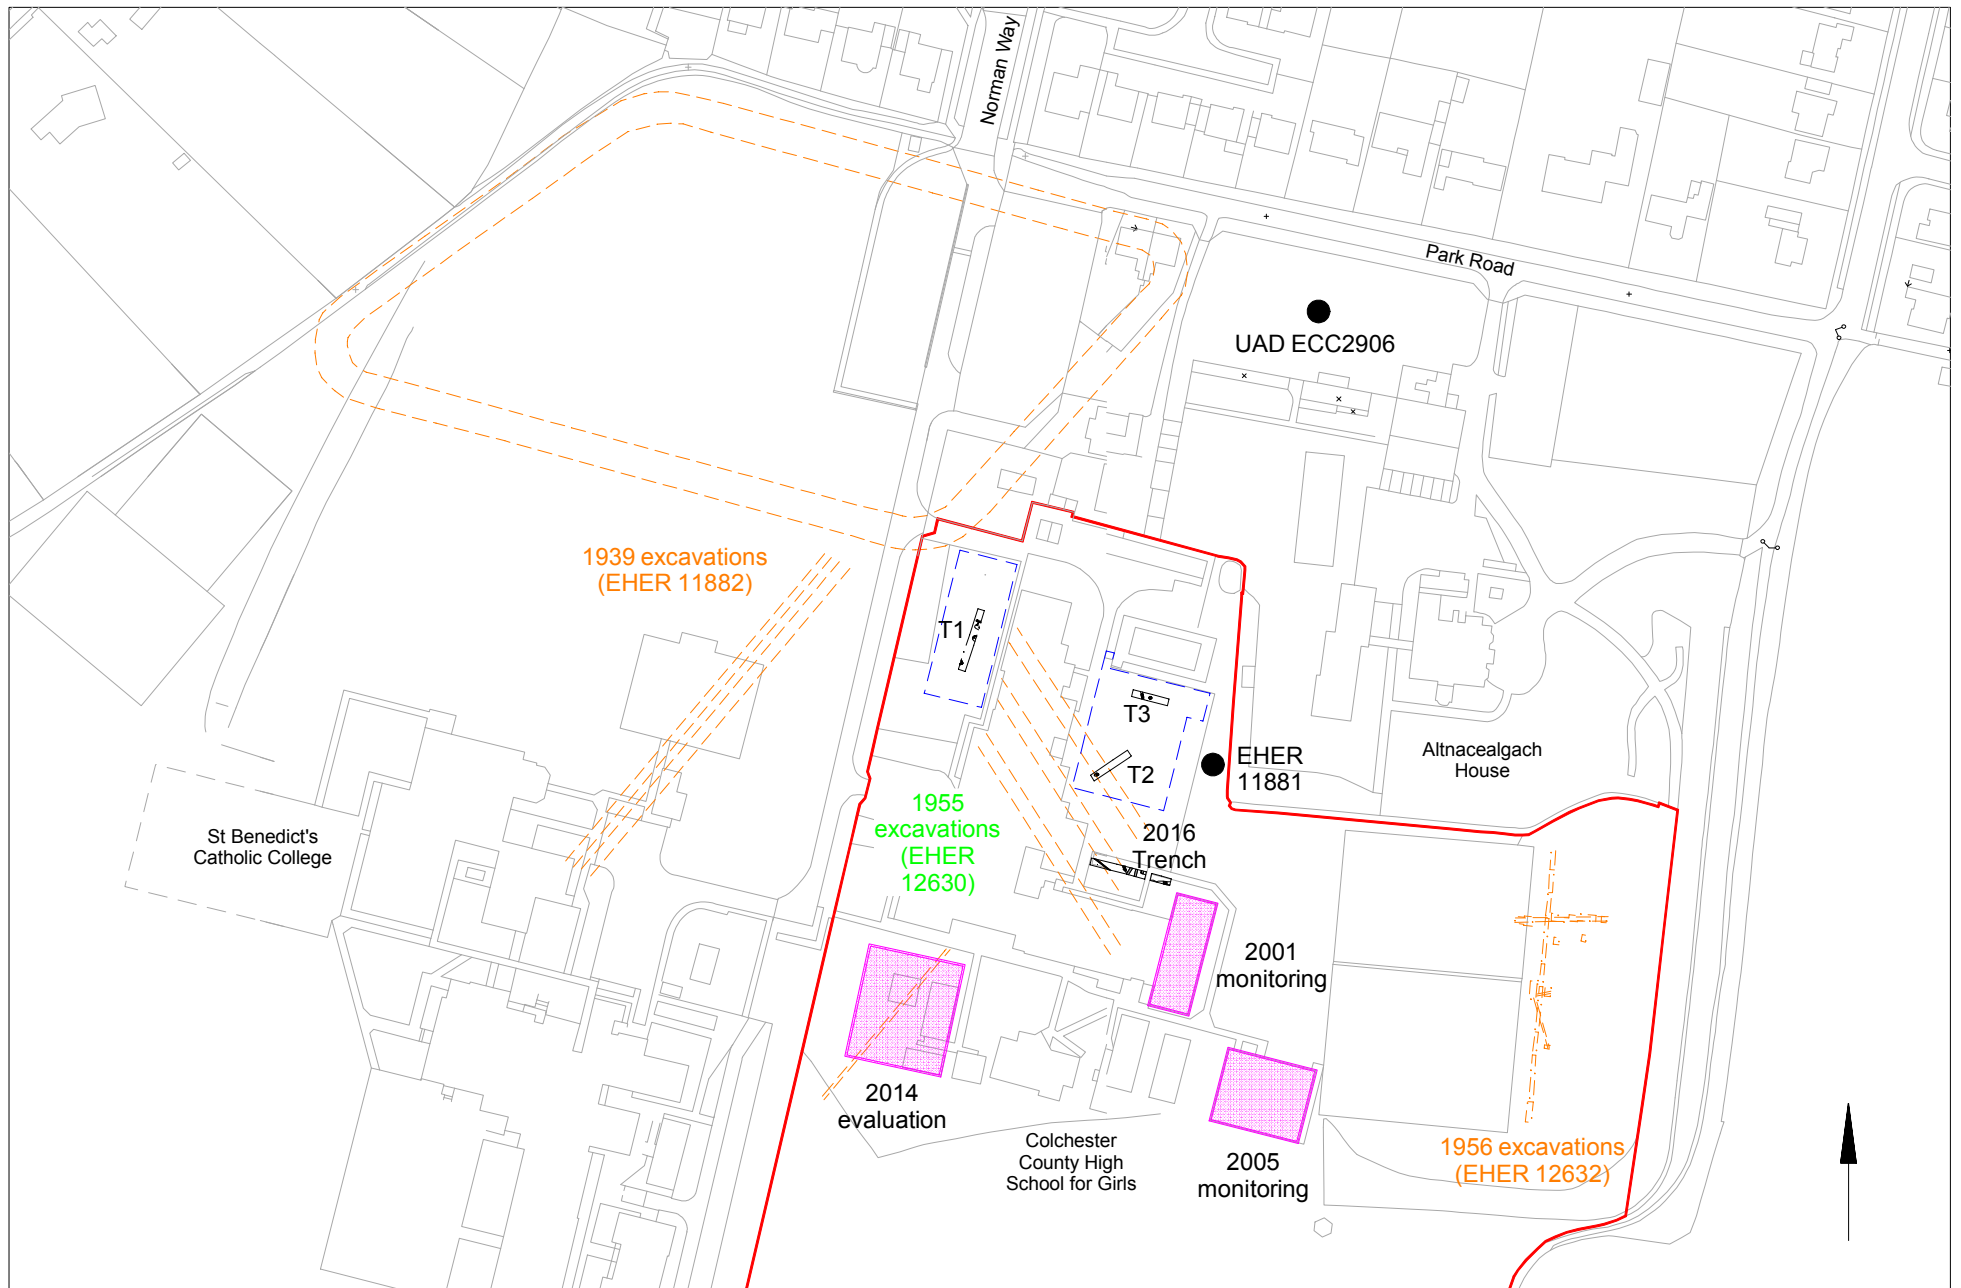 Norman Way
Park Road
UAD ECC2906
1939 excavations
(EHER 11882)
T1
T3
T2
EHER
11881
Altnacealgach
House
1955
excavations
(EHER
12630)
2016
Trench
St Benedict's
Catholic College
2001
monitoring
2014
evaluation
Colchester
County High
School for Girls
2005
monitoring
1956 excavations
(EHER 12632)